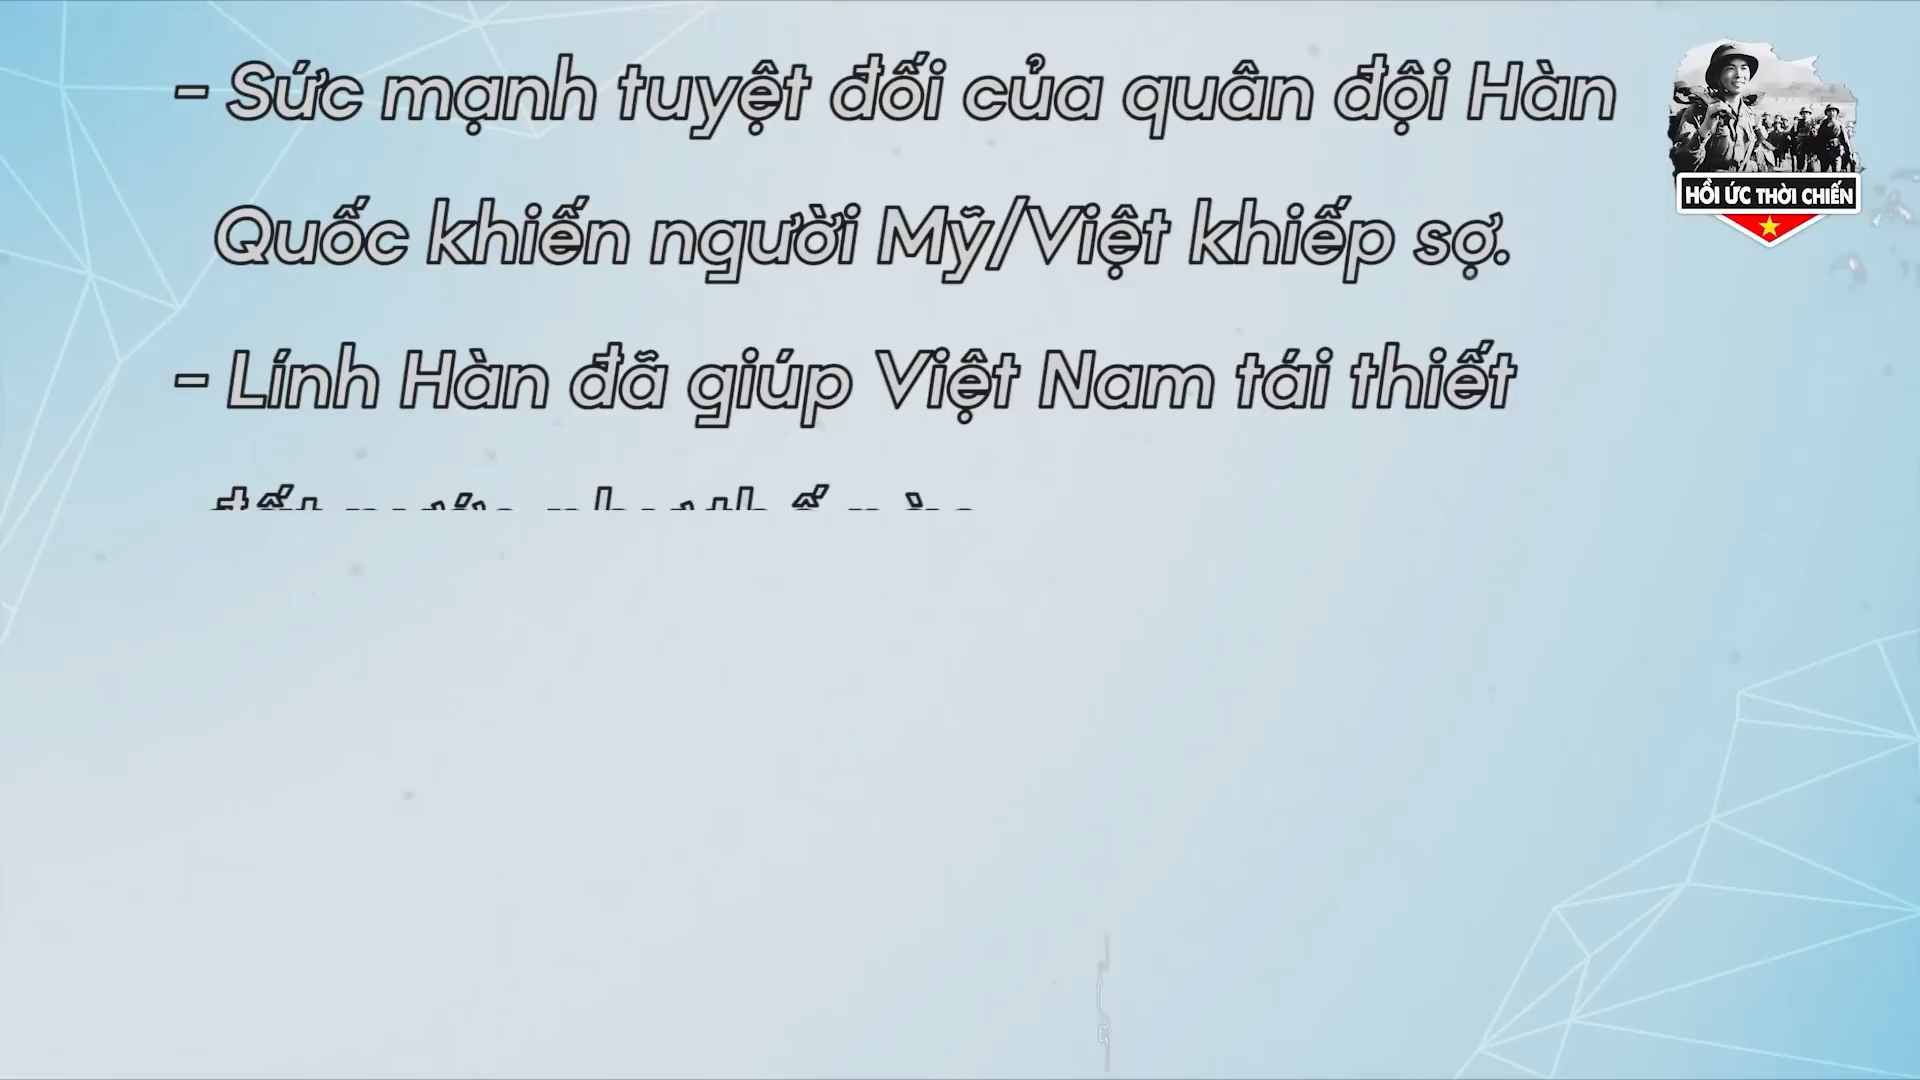 - Sức mạnh tuyệt đối của quân đội Hàn
Quốc khiến người Mỹ/Việt khiếp sợ.
- Lính Hàn đã giúp Việt Nam tái thiết
HỒI ỨC THỜI CHIẾN